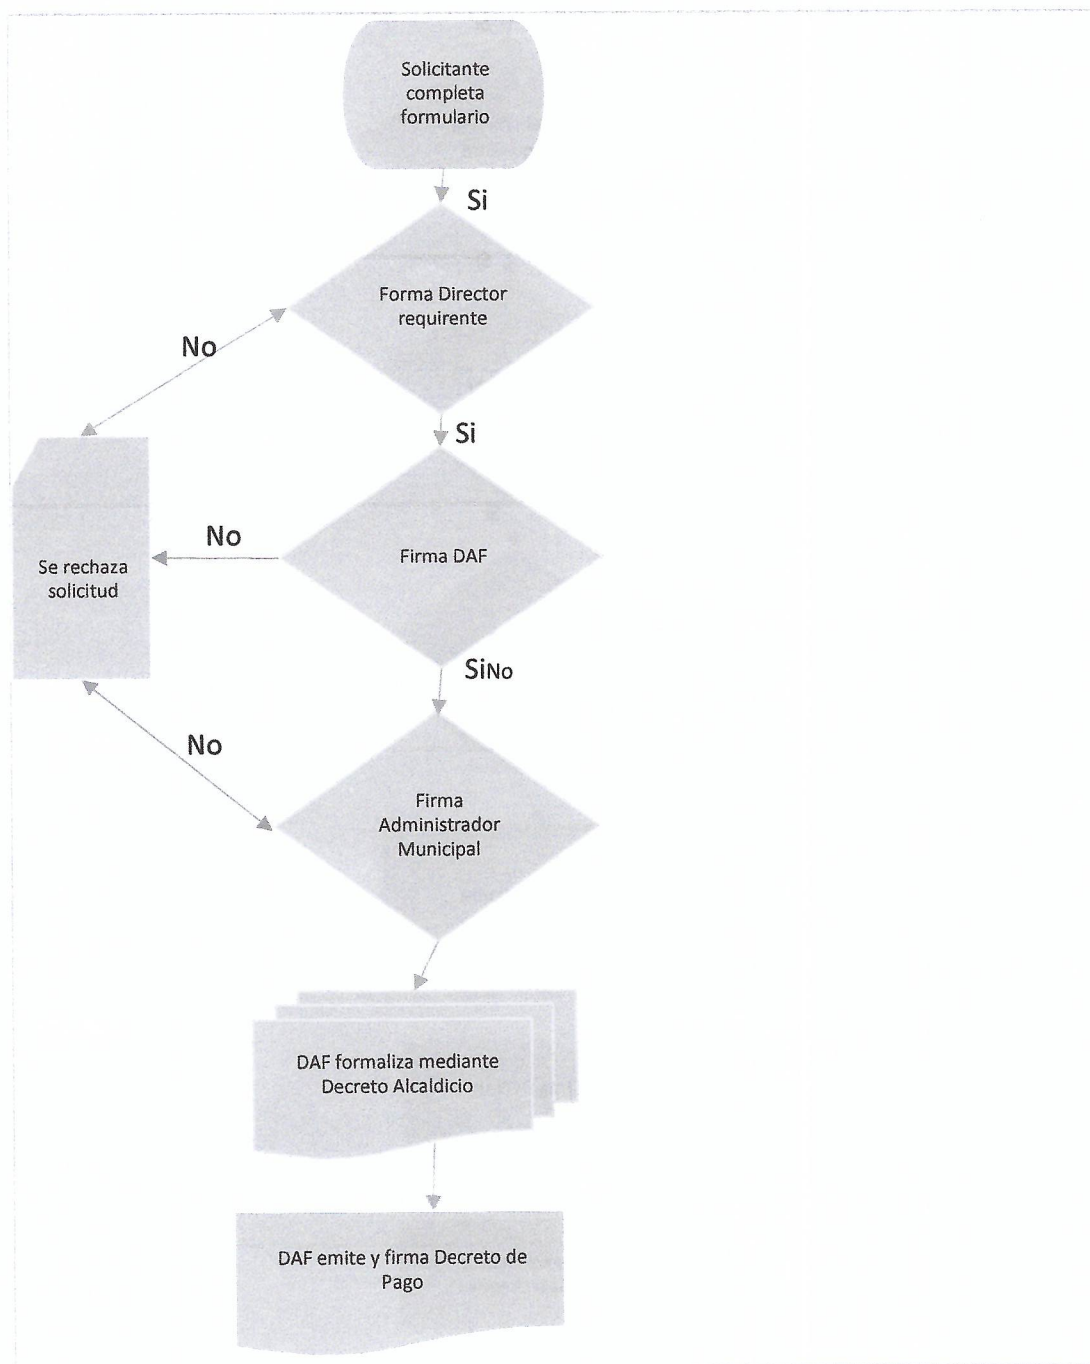 Solicitante
completa
formulario
Si
Forma Director
requirente
No
Si
Firma DAF
No
Se rechaza
solicitud
SiNo
No
Firma
Administrador
Municipal
DAF formaliza mediante
Decreto Alcaldicio
DAF emite y firma Decreto de
Pago